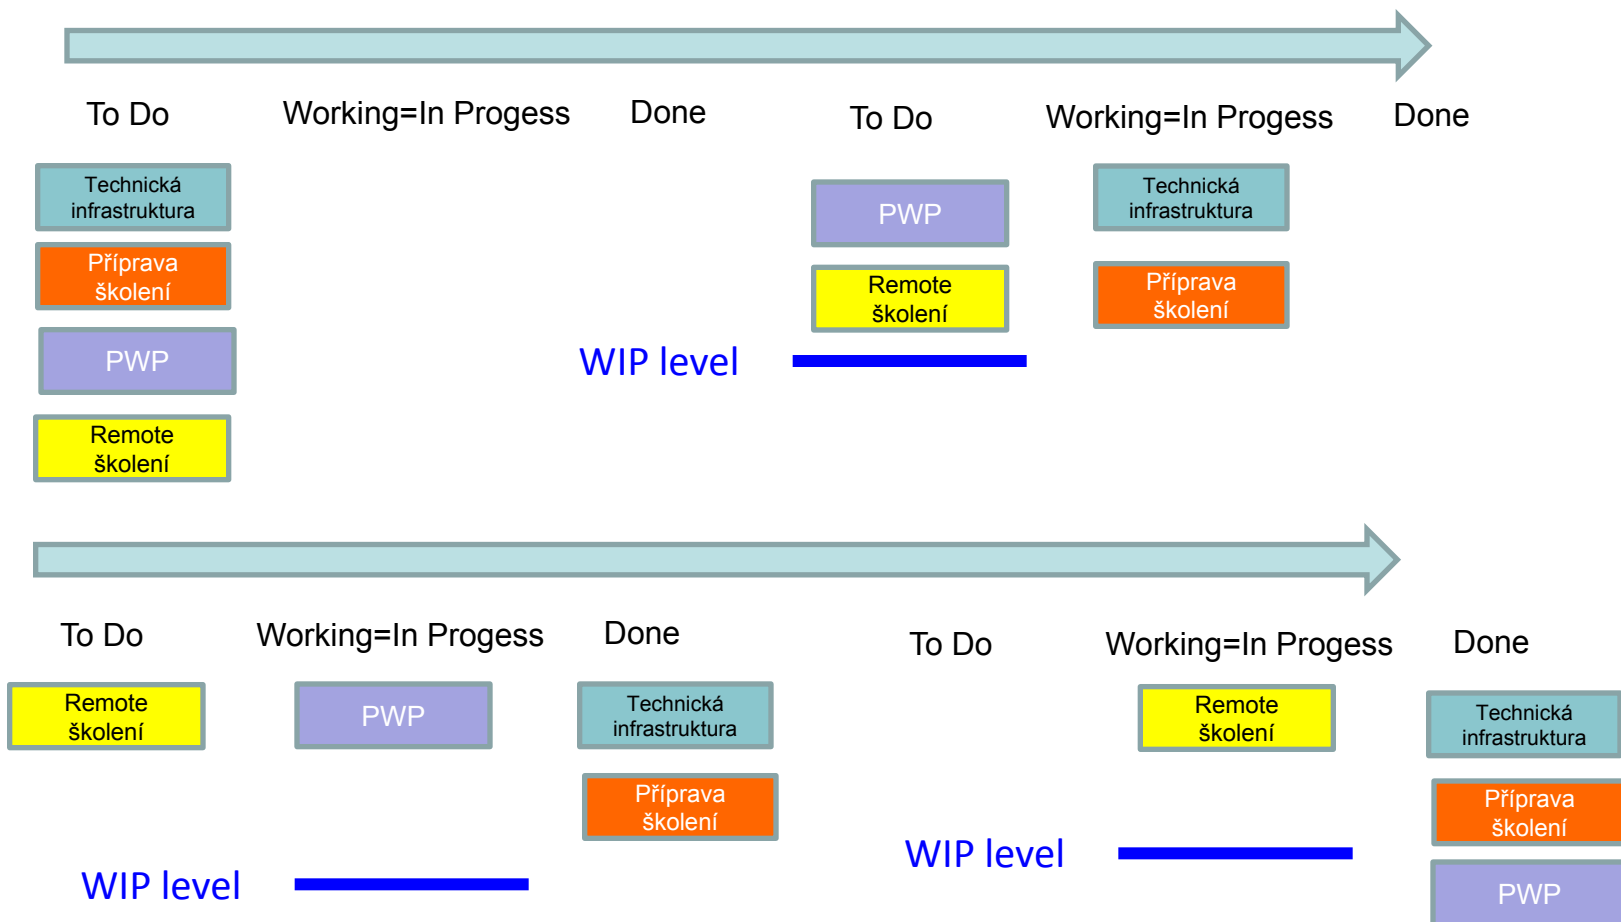 To Do
Working=In Progess
Done
Technická
infrastruktura
Příprava
školení
PWP
Remote
školení
To Do
Working=In Progess
Done
PWP
Remote
školení
Technická
infrastruktura
Příprava
školení
WIP level
To Do
Working=In Progess
Done
Remote
školení
PWP
Technická
infrastruktura
Příprava
školení
WIP level
To Do
Working=In Progess
Done
Remote
školení
Technická
infrastruktura
Příprava
školení
PWP
WIP level